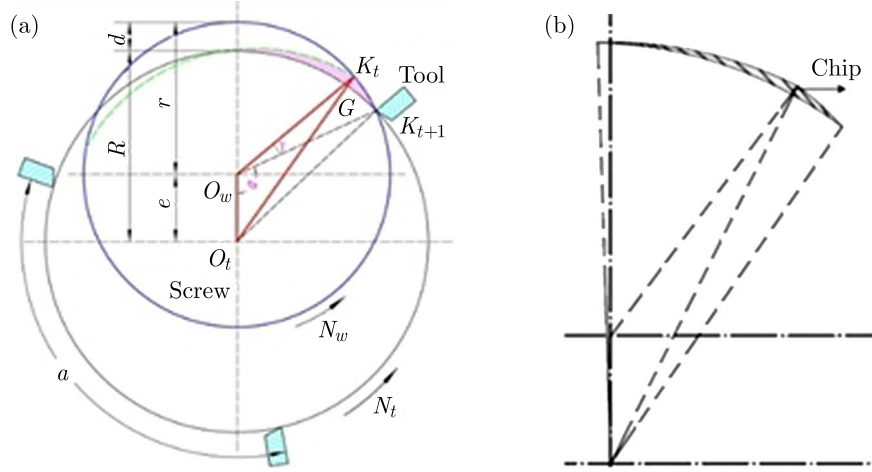 (a)
d
r
R
e
K_t
Tool
G
K_{t+1}
O_w
O_t
Screw
N_w
a
N_t
(b)
Chip